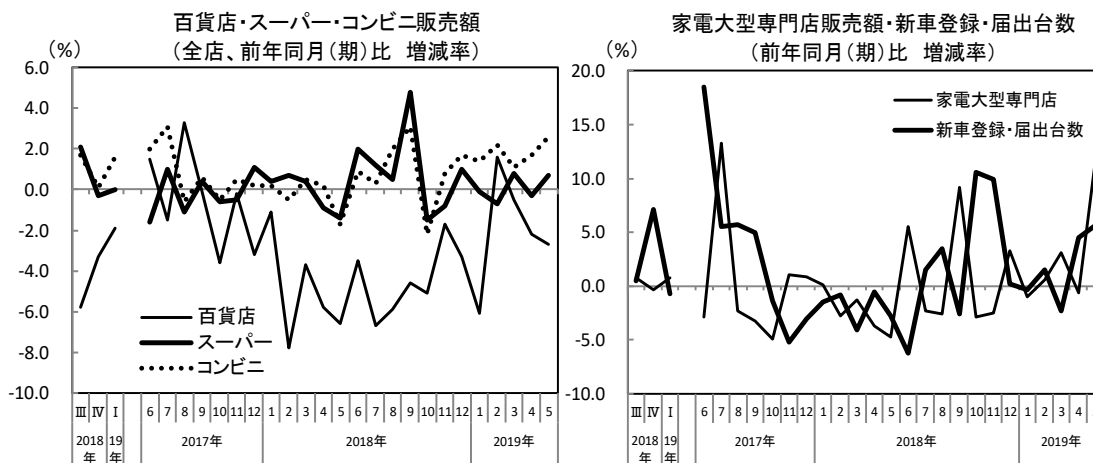 百貨店・スーパー・コンビニ販売額
(全店、前年同月(期)比 増減率)
(%)
6.0
4.0
2.0
0.0
-2.0
-4.0
-6.0
-8.0
-10.0
百貨店
スーパー
コンビニ
Ⅲ Ⅳ Ⅰ 6 7 8 9 10 11 12 1 2 3 4 5 6 7 8 9 10 11 12 1 2 3 4 5
2018年 19年 2017年 2018年 2019年
家電大型専門店販売額・新車登録・届出台数
(前年同月(期)比 増減率)
(%)
20.0
15.0
10.0
5.0
0.0
-5.0
-10.0
家電大型専門店
新車登録・届出台数
Ⅲ Ⅳ Ⅰ 6 7 8 9 10 11 12 1 2 3 4 5 6 7 8 9 10 11 12 1 2 3 4
2018年 19年 2017年 2018年 2019年